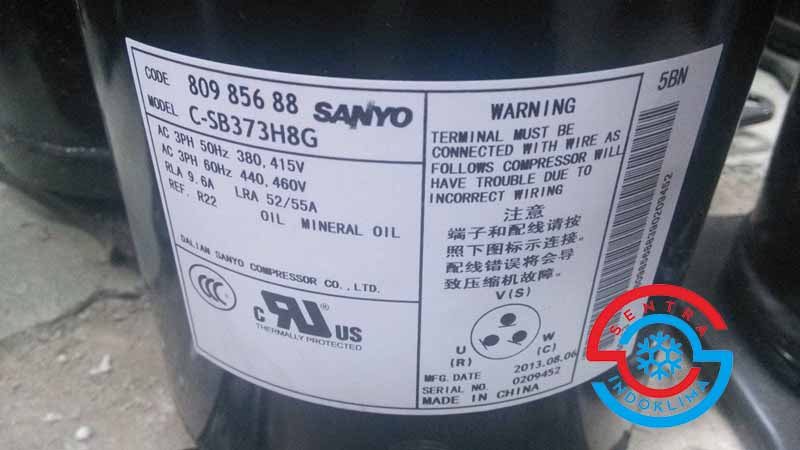 CODE 809 856 88 SANYO
MODEL C-SB373H8G
AC 3PH 50Hz 380,415V
AC 3PH 60Hz 440,460V
RLA 9.6A LRA 52/55A
REF. R22 OIL MINERAL OIL
DALIAN SANYO COMPRESSOR CO.,LTD.
CCC
c RU US
THERMALLY PROTECTED
5BN
WARNING
TERMINAL MUST BE
CONNECTED WITH WIRE AS
FOLLOWS COMPRESSOR WILL
HAVE TROUBLE DUE TO
INCORRECT WIRING
注意
端子和配线请按
照下图标示连接。
配线错误将会导
致压缩机故障。
V(S)
U
(R)
W
(C)
MFG. DATE 2013.08.06
SERIAL NO. 0209452
MADE IN CHINA
SENTRA
INDOKLIMA